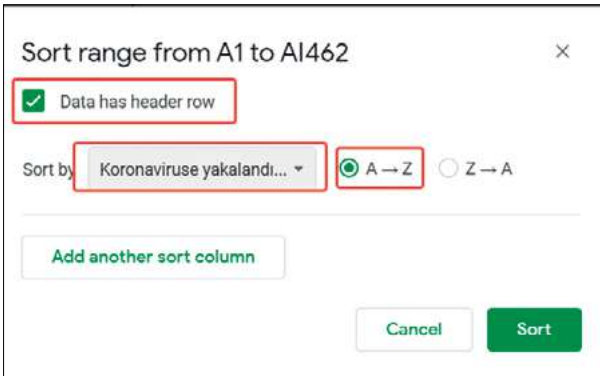 Sort range from A1 to AI462
Data has header row
Sort by Koronaviruse yakalandı... A → Z Z → A
Add another sort column
Cancel Sort